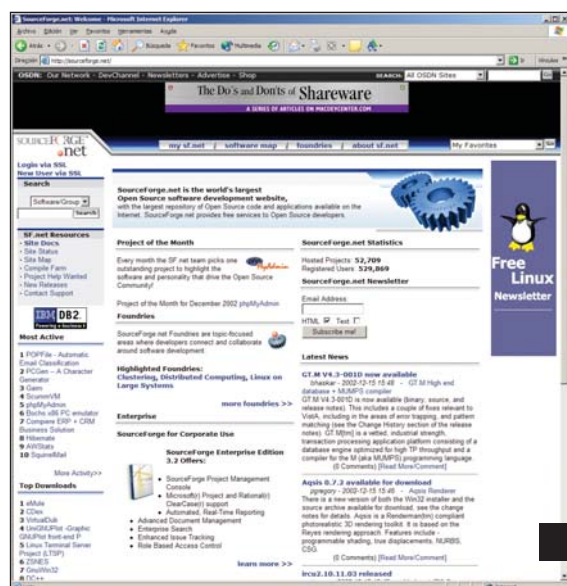 SourceForge.net: Welcome - Microsoft Internet Explorer
Archivo Edición Ver Favoritos Herramientas Ayuda
Atrás Búsqueda Favoritos Multimedia
Dirección http://sourceforge.net/ Ir Vínculos
OSDN: Our Network - DevChannel - Newsletters - Advertise - Shop
SEARCH: All OSDN Sites
The Do's and Don'ts of Shareware
A SERIES OF ARTICLES ON MACDEVCENTER.COM
SOURCEFORGE
.net
my sf.net | software map | foundries | about sf.net
My Favorites
Login via SSL
New User via SSL
Search
Software/Group
Search
SF.net Resources
- Site Docs
- Site Status
- Site Map
- Compile Farm
- Project Help Wanted
- New Releases
- Contact Support
IBM DB2.
Powering e-business
Most Active
1 POPFile - Automatic
Email Classification
2 PCGen -- A Character
Generator
3 Gaim
4 ScummVM
5 phpMyAdmin
6 Bochs x86 PC emulator
7 Compiere ERP + CRM
Business Solution
8 Hibernate
9 AWStats
10 SquirrelMail
More Activity>>
Top Downloads
1 eMule
2 CDex
3 VirtualDub
4 UniGNUPlot -Graphic
GNUPlot front-end P
5 Linux Terminal Server
Project (LTSP)
6 ZSNES
7 GnuWin32
8 DC++
SourceForge.net is the world's largest
Open Source software development website,
with the largest repository of Open Source code and applications available on the
Internet. SourceForge.net provides free services to Open Source developers.
Project of the Month
Every month the SF.net team picks one
outstanding project to highlight the
software and personality that drive the Open Source
Community!
phpMyAdmin
Project of the Month for December 2002 phpMyAdmin
Foundries
SourceForge.net Foundries are topic-focused
areas where developers connect and collaborate
around software development
Highlighted Foundries:
Clustering, Distributed Computing, Linux on
Large Systems
more foundries >>
Enterprise
SourceForge for Corporate Use
SourceForge Enterprise Edition
3.2 Offers:
• SourceForge Project Management
Console
• Microsoft(r) Project and Rational(r)
ClearCase(r) support
• Automated, Real-Time Reporting
• Advanced Document Management
• Enterprise Search
• Enhanced Issue Tracking
• Role Based Access Control
learn more >>
SourceForge.net Statistics
Hosted Projects: 52,709
Registered Users: 529,869
SourceForge.net Newsletter
Email Address:
HTML Text
Subscribe me!
Latest News
GT.M V4.3-001D now available
bhaskar - 2002-12-15 15:48 - GT.M High end
database + MUMPS compiler
GT.M V4.3-001D is now available (binary, source, and
release notes). This includes a couple of fixes relevant to
VistA, including in the areas of error trapping, and pattern
matching (see the Change History section of the release
notes). GT.M[tm] is a vetted, industrial strength,
transaction processing application platform consisting of a
database engine optimized for high TP throughput and a
compiler for the M (aka MUMPS) programming language.
(0 Comments) [Read More/Comment]
Aqsis 0.7.3 available for download
pgregory - 2002-12-15 15:45 - Aqsis Renderer
There is a new version of both the Win32 installer and the
source archive available for download, see the change
notes for details. Aqsis is a Renderman(tm) compliant
photorealistic 3D rendering toolkit. It is based on the
Reyes rendering approach. Features include -
programmable shading, true displacements, NURBS,
CSG.
(0 Comments) [Read More/Comment]
ircu2.10.11.03 released
Free
Linux
Newsletter